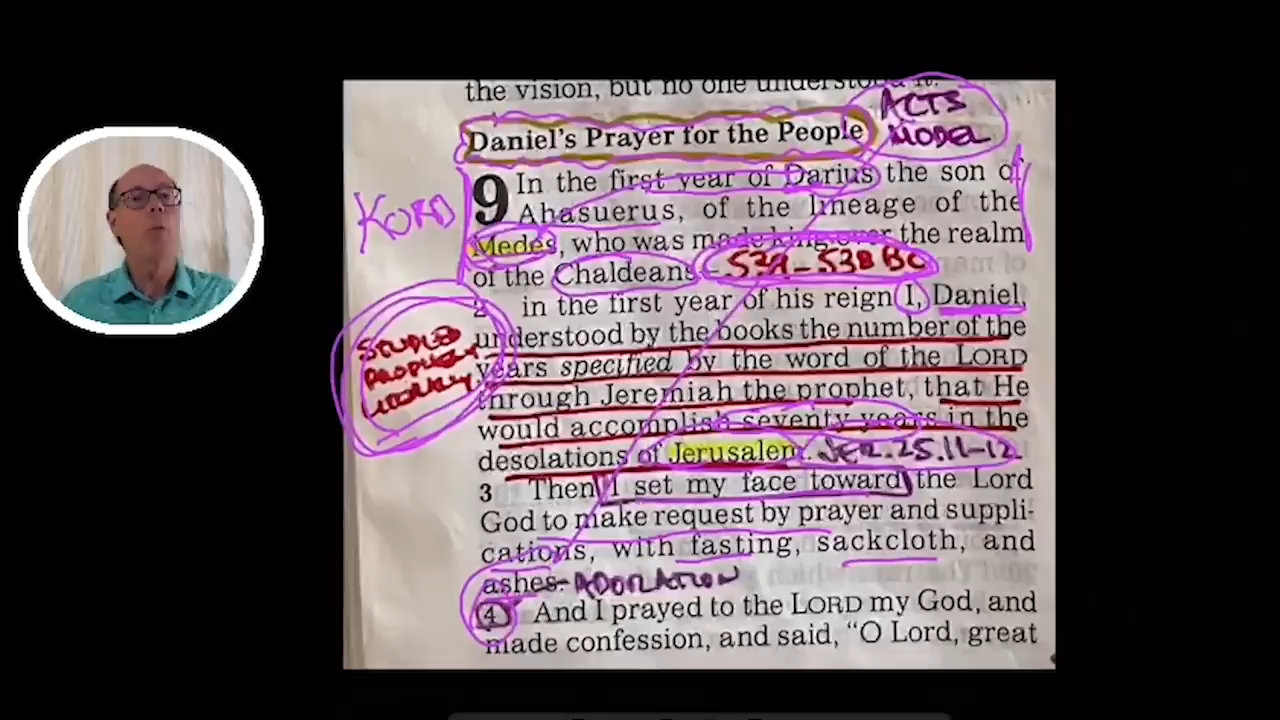 the vision, but no one understood it.
ACTS
MODEL
Daniel's Prayer for the People
KORD
9 In the first year of Darius the son of
Ahasuerus, of the lineage of the
Medes, who was made king over the realm
of the Chaldeans— 539-538 BC
2 in the first year of his reign I, Daniel,
understood by the books the number of the
years specified by the word of the LORD
through Jeremiah the prophet, that He
would accomplish seventy years in the
desolations of Jerusalem. JER. 25.11-12
STUDIED
PROPHECY
LITERALLY
3 Then I set my face toward the Lord
God to make request by prayer and suppli-
cations, with fasting, sackcloth, and
ashes. ADORATION
4 And I prayed to the LORD my God, and
made confession, and said, "O Lord, great